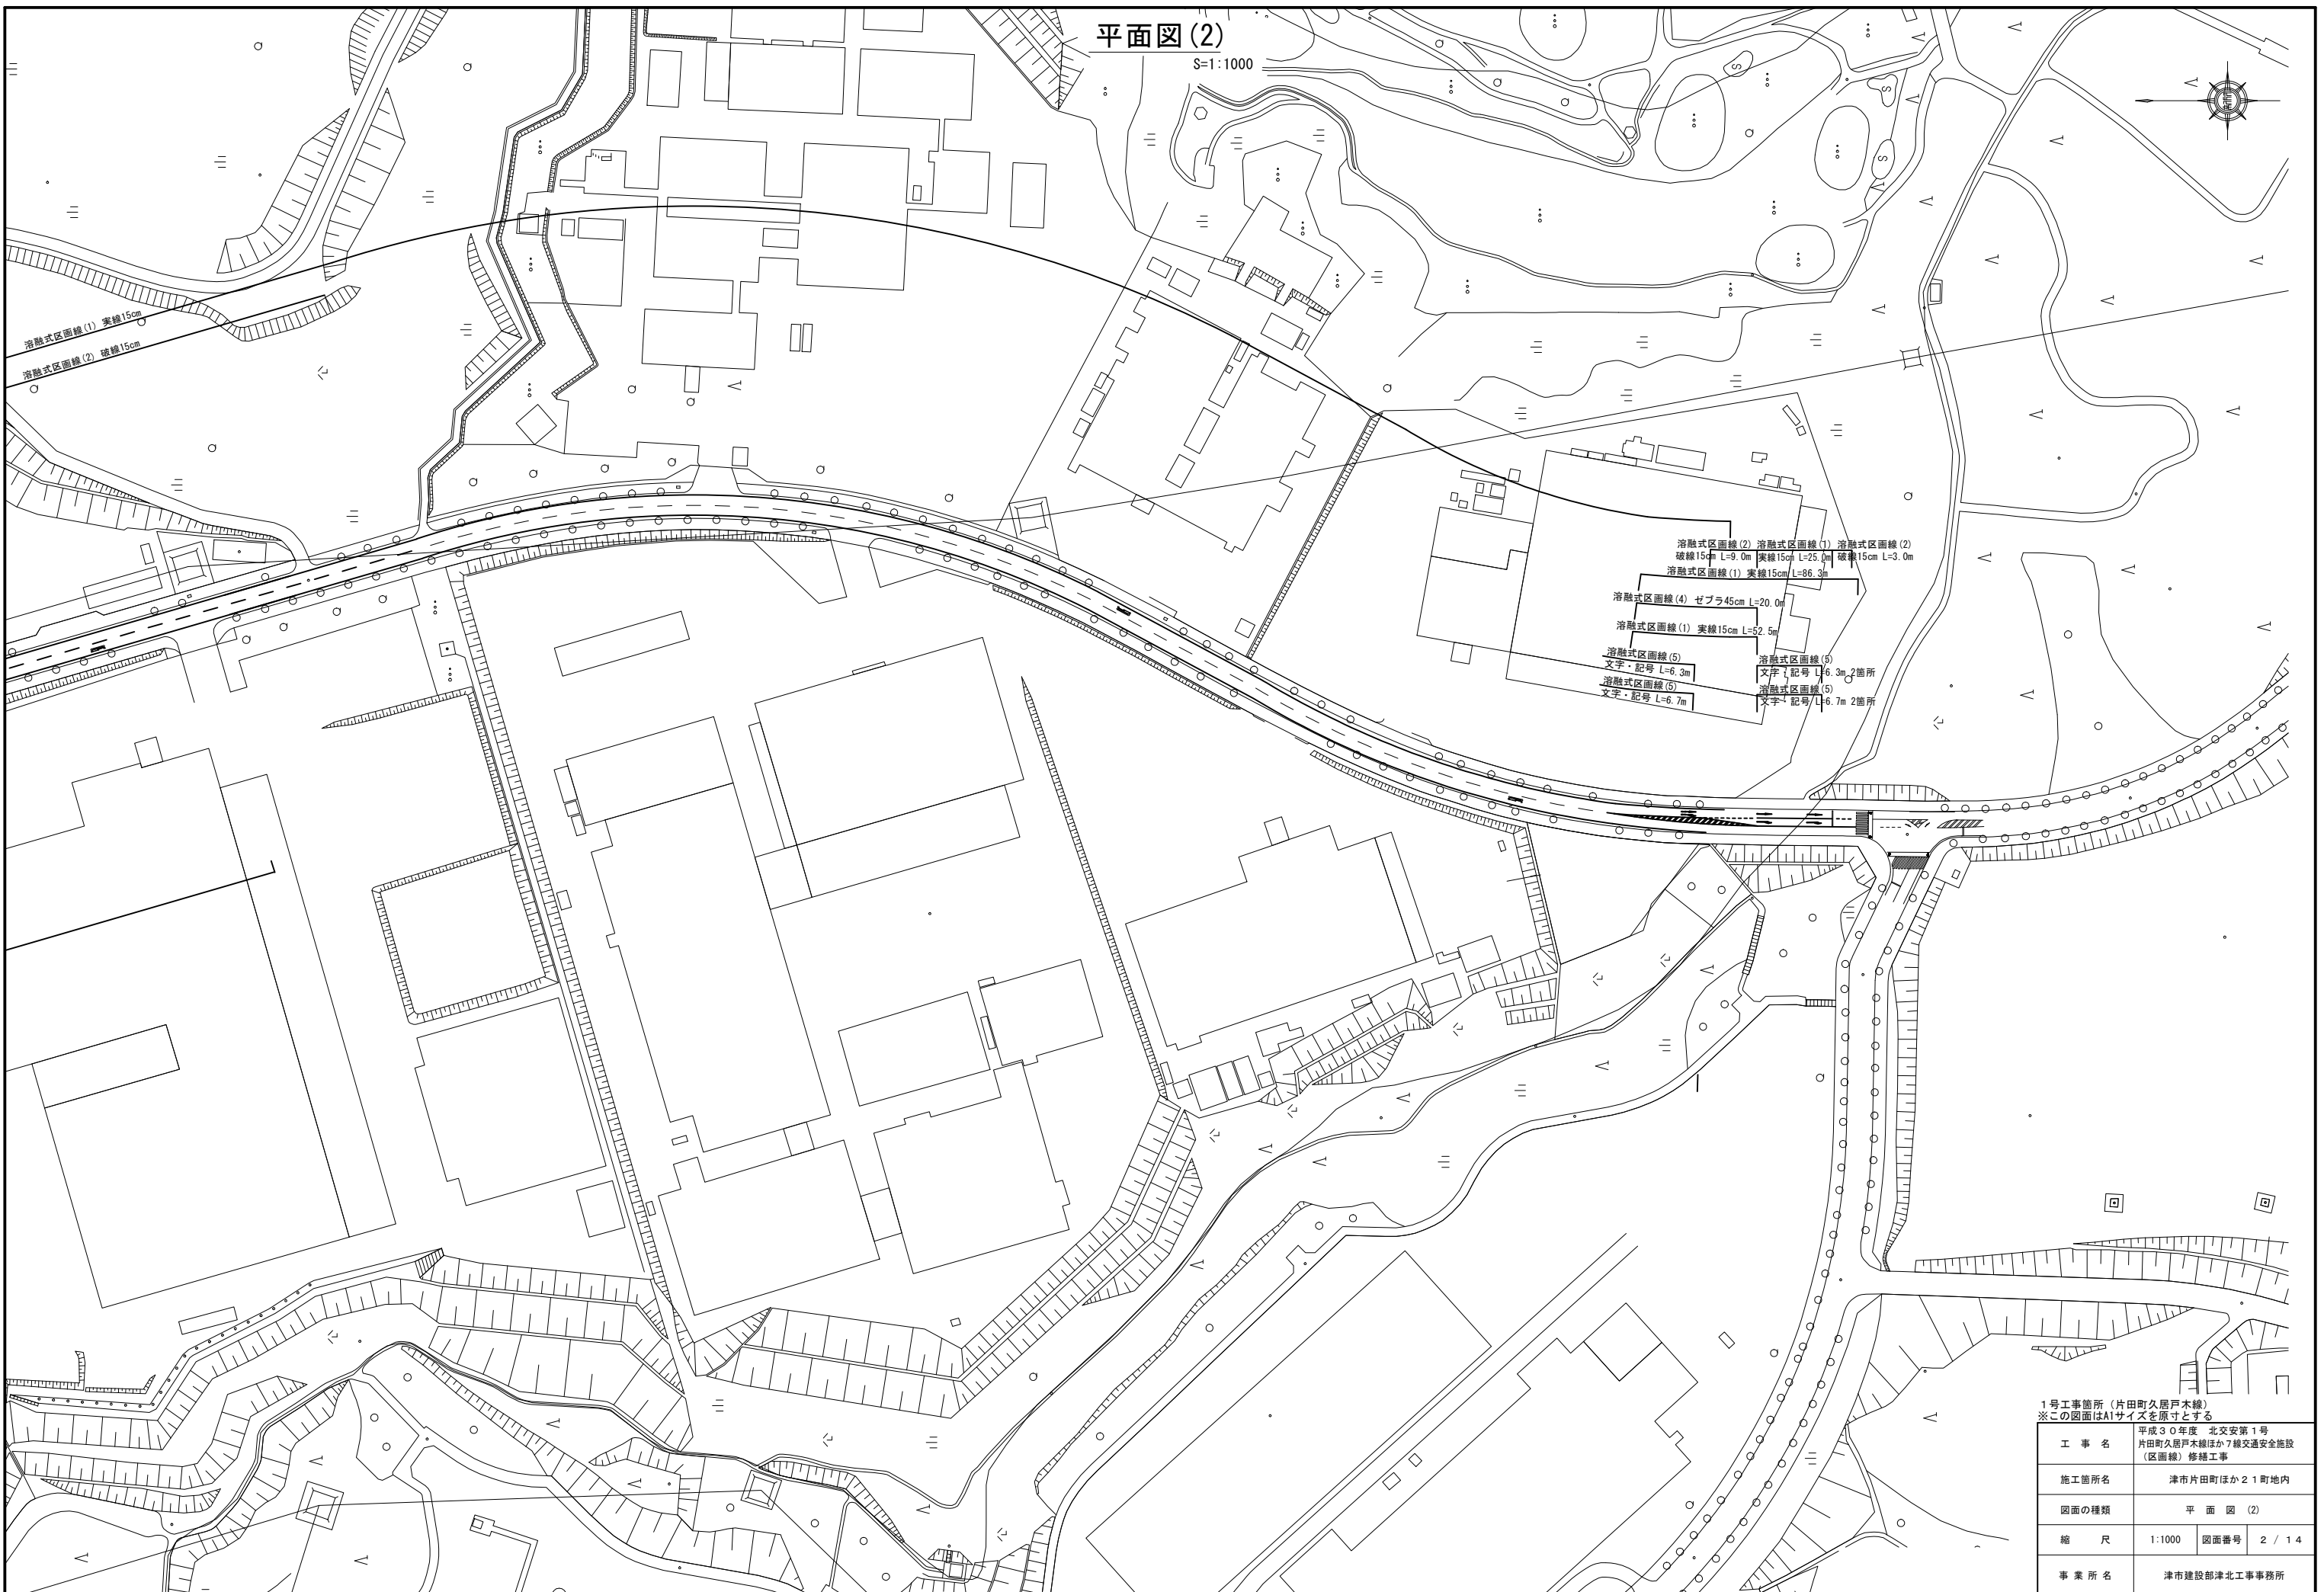 平面図(2)
S=1:1000
溶融式区画線(1) 実線15cm
溶融式区画線(2) 破線15cm
溶融式区画線(2) 溶融式区画線(1) 溶融式区画線(2)
破線15cm L=9.0m 実線15cm L=25.0m 破線15cm L=3.0m
溶融式区画線(1) 実線15cm L=86.3m
溶融式区画線(4) ゼブラ45cm L=20.0m
溶融式区画線(1) 実線15cm L=52.5m
溶融式区画線(5)
文字・記号 L=6.3m
溶融式区画線(5)
文字・記号 L=6.3m 2箇所
溶融式区画線(5)
文字・記号 L=6.7m
溶融式区画線(5)
文字・記号 L=6.7m 2箇所
1号工事箇所（片田町久居戸木線）
※この図面はA1サイズを原寸とする
工 事 名
平成30年度 北交安第1号
片田町久居戸木線ほか7線交通安全施設
（区画線）修繕工事
施工箇所名 津市片田町ほか21町地内
図面の種類 平 面 図 (2)
縮 尺 1:1000 図面番号 2 / 14
事 業 所 名 津市建設部津北工事事務所